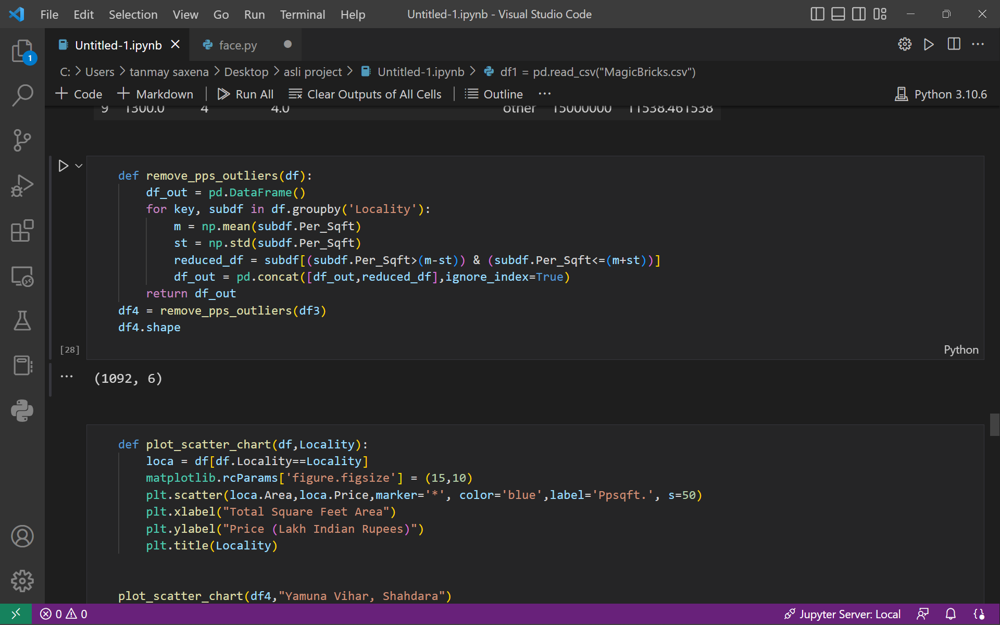 File Edit Selection View Go Run Terminal Help Untitled-1.ipynb - Visual Studio Code
Untitled-1.ipynb face.py
1
C: > Users > tanmay saxena > Desktop > asli project > Untitled-1.ipynb > df1 = pd.read_csv("MagicBricks.csv")
+ Code + Markdown | Run All Clear Outputs of All Cells | Outline ... Python 3.10.6
9 1300.0 4 4.0 other 15000000 11538.461538
def remove_pps_outliers(df):
    df_out = pd.DataFrame()
    for key, subdf in df.groupby('Locality'):
        m = np.mean(subdf.Per_Sqft)
        st = np.std(subdf.Per_Sqft)
        reduced_df = subdf[(subdf.Per_Sqft>(m-st)) & (subdf.Per_Sqft<=(m+st))]
        df_out = pd.concat([df_out,reduced_df],ignore_index=True)
    return df_out
df4 = remove_pps_outliers(df3)
df4.shape
[28] Python
... (1092, 6)
def plot_scatter_chart(df,Locality):
    loca = df[df.Locality==Locality]
    matplotlib.rcParams['figure.figsize'] = (15,10)
    plt.scatter(loca.Area,loca.Price,marker='*', color='blue',label='Ppsqft.', s=50)
    plt.xlabel("Total Square Feet Area")
    plt.ylabel("Price (Lakh Indian Rupees)")
    plt.title(Locality)
plot_scatter_chart(df4,"Yamuna Vihar, Shahdara")
0 0 Jupyter Server: Local